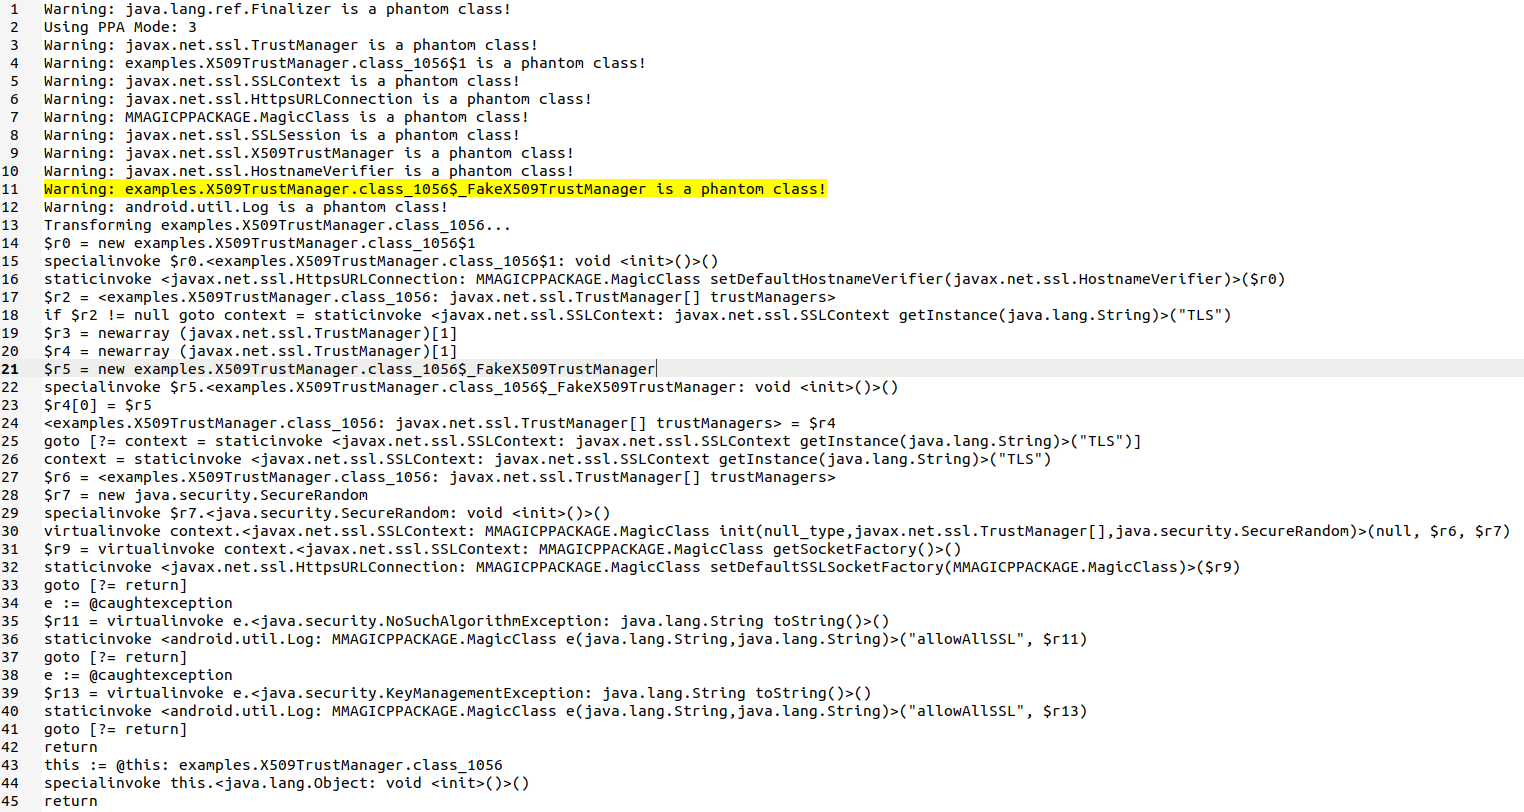 1 Warning: java.lang.ref.Finalizer is a phantom class!
2 Using PPA Mode: 3
3 Warning: javax.net.ssl.TrustManager is a phantom class!
4 Warning: examples.X509TrustManager.class_1056$1 is a phantom class!
5 Warning: javax.net.ssl.SSLContext is a phantom class!
6 Warning: javax.net.ssl.HttpsURLConnection is a phantom class!
7 Warning: MMAGICPPACKAGE.MagicClass is a phantom class!
8 Warning: javax.net.ssl.SSLSession is a phantom class!
9 Warning: javax.net.ssl.X509TrustManager is a phantom class!
10 Warning: javax.net.ssl.HostnameVerifier is a phantom class!
11 Warning: examples.X509TrustManager.class_1056$_FakeX509TrustManager is a phantom class!
12 Warning: android.util.Log is a phantom class!
13 Transforming examples.X509TrustManager.class_1056...
14 $r0 = new examples.X509TrustManager.class_1056$1
15 specialinvoke $r0.<examples.X509TrustManager.class_1056$1: void <init>()>()
16 staticinvoke <javax.net.ssl.HttpsURLConnection: MMAGICPPACKAGE.MagicClass setDefaultHostnameVerifier(javax.net.ssl.HostnameVerifier)>($r0)
17 $r2 = <examples.X509TrustManager.class_1056: javax.net.ssl.TrustManager[] trustManagers>
18 if $r2 != null goto context = staticinvoke <javax.net.ssl.SSLContext: javax.net.ssl.SSLContext getInstance(java.lang.String)>("TLS")
19 $r3 = newarray (javax.net.ssl.TrustManager)[1]
20 $r4 = newarray (javax.net.ssl.TrustManager)[1]
21 $r5 = new examples.X509TrustManager.class_1056$_FakeX509TrustManager
22 specialinvoke $r5.<examples.X509TrustManager.class_1056$_FakeX509TrustManager: void <init>()>()
23 $r4[0] = $r5
24 <examples.X509TrustManager.class_1056: javax.net.ssl.TrustManager[] trustManagers> = $r4
25 goto [?= context = staticinvoke <javax.net.ssl.SSLContext: javax.net.ssl.SSLContext getInstance(java.lang.String)>("TLS")]
26 context = staticinvoke <javax.net.ssl.SSLContext: javax.net.ssl.SSLContext getInstance(java.lang.String)>("TLS")
27 $r6 = <examples.X509TrustManager.class_1056: javax.net.ssl.TrustManager[] trustManagers>
28 $r7 = new java.security.SecureRandom
29 specialinvoke $r7.<java.security.SecureRandom: void <init>()>()
30 virtualinvoke context.<javax.net.ssl.SSLContext: MMAGICPPACKAGE.MagicClass init(null_type,javax.net.ssl.TrustManager[],java.security.SecureRandom)>(null, $r6, $r7)
31 $r9 = virtualinvoke context.<javax.net.ssl.SSLContext: MMAGICPPACKAGE.MagicClass getSocketFactory()>()
32 staticinvoke <javax.net.ssl.HttpsURLConnection: MMAGICPPACKAGE.MagicClass setDefaultSSLSocketFactory(MMAGICPPACKAGE.MagicClass)>($r9)
33 goto [?= return]
34 e := @caughtexception
35 $r11 = virtualinvoke e.<java.security.NoSuchAlgorithmException: java.lang.String toString()>()
36 staticinvoke <android.util.Log: MMAGICPPACKAGE.MagicClass e(java.lang.String,java.lang.String)>("allowAllSSL", $r11)
37 goto [?= return]
38 e := @caughtexception
39 $r13 = virtualinvoke e.<java.security.KeyManagementException: java.lang.String toString()>()
40 staticinvoke <android.util.Log: MMAGICPPACKAGE.MagicClass e(java.lang.String,java.lang.String)>("allowAllSSL", $r13)
41 goto [?= return]
42 return
43 this := @this: examples.X509TrustManager.class_1056
44 specialinvoke this.<java.lang.Object: void <init>()>()
45 return